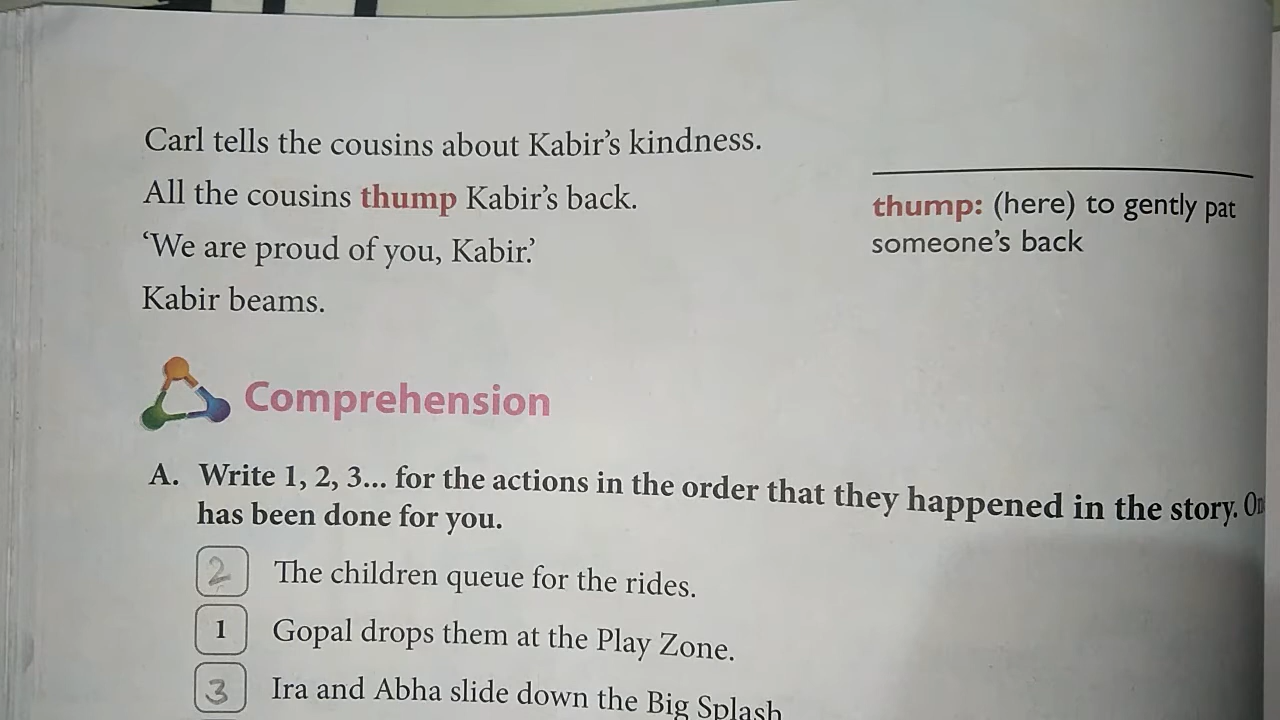 Carl tells the cousins about Kabir's kindness.
All the cousins thump Kabir's back.
‘We are proud of you, Kabir.’
Kabir beams.
thump: (here) to gently pat
someone's back
Comprehension
A. Write 1, 2, 3... for the actions in the order that they happened in the story.
has been done for you.
2 The children queue for the rides.
1 Gopal drops them at the Play Zone.
3 Ira and Abha slide down the Big Splash